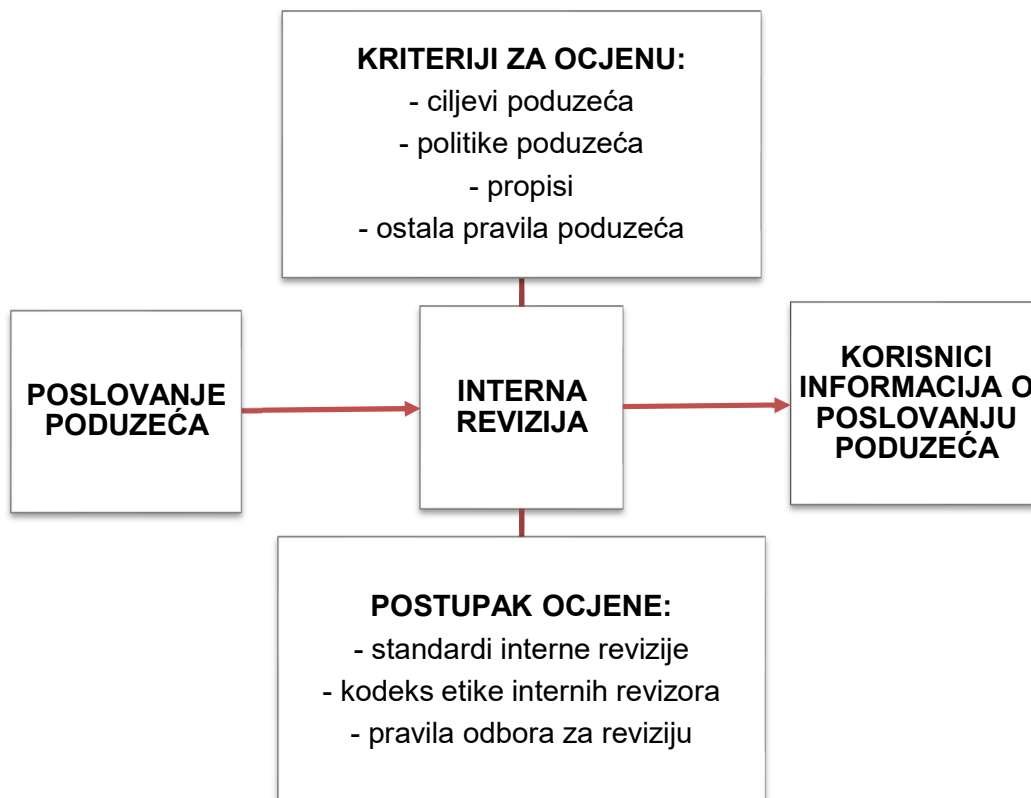 KRITERIJI ZA OCJENU:
- ciljevi poduzeća
- politike poduzeća
- propisi
- ostala pravila poduzeća
POSLOVANJE
PODUZEĆA
INTERNA
REVIZIJA
KORISNICI
INFORMACIJA O
POSLOVANJU
PODUZEĆA
POSTUPAK OCJENE:
- standardi interne revizije
- kodeks etike internih revizora
- pravila odbora za reviziju